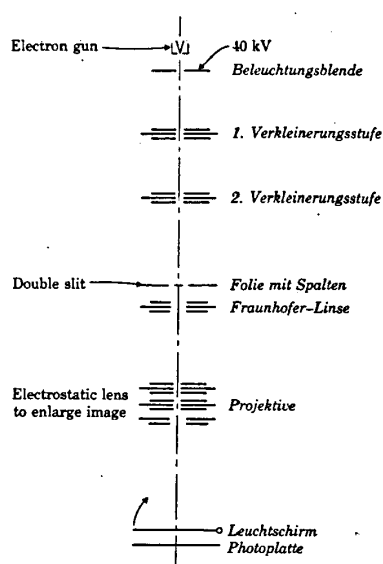 Electron gun
V
40 kV
Beleuchtungsblende
1. Verkleinerungsstufe
2. Verkleinerungsstufe
Double slit
Folie mit Spalten
Fraunhofer-Linse
Electrostatic lens
to enlarge image
Projektive
Leuchtschirm
Photoplatte